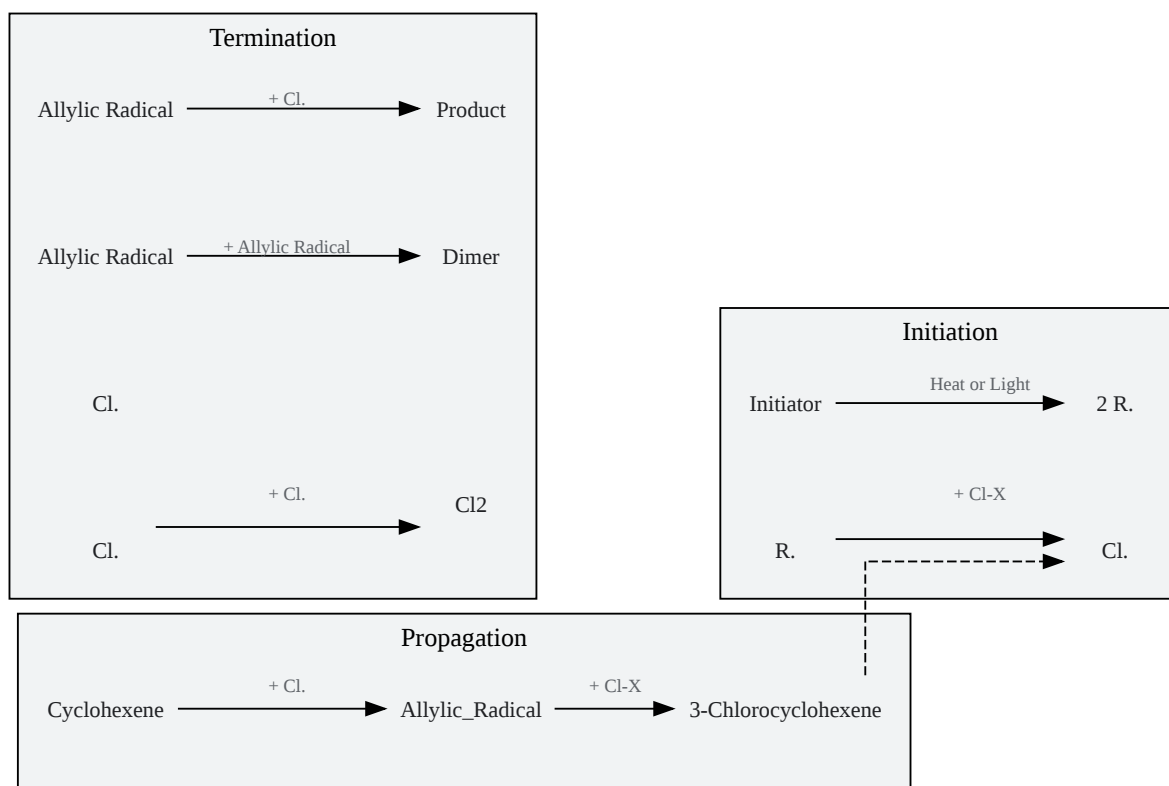 Termination
Allylic Radical
+ Cl.
Product
Allylic Radical
+ Allylic Radical
Dimer
Cl.
Cl.
+ Cl.
Cl2
Initiation
Initiator
Heat or Light
2 R.
R.
+ Cl-X
Cl.
Propagation
Cyclohexene
+ Cl.
Allylic_Radical
+ Cl-X
3-Chlorocyclohexene